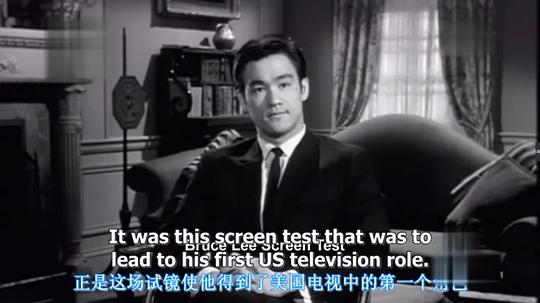 Bruce Lee Screen Test
It was this screen test that was to
lead to his first US television role.
正是这场试镜使他得到了美国电视中的第一个角色